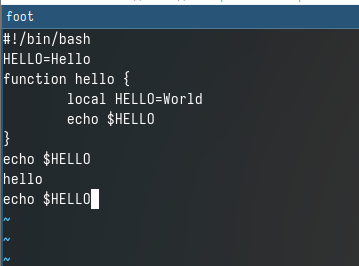 foot
#!/bin/bash
HELLO=Hello
function hello {
        local HELLO=World
        echo $HELLO
}
echo $HELLO
hello
echo $HELLO
~
~
~